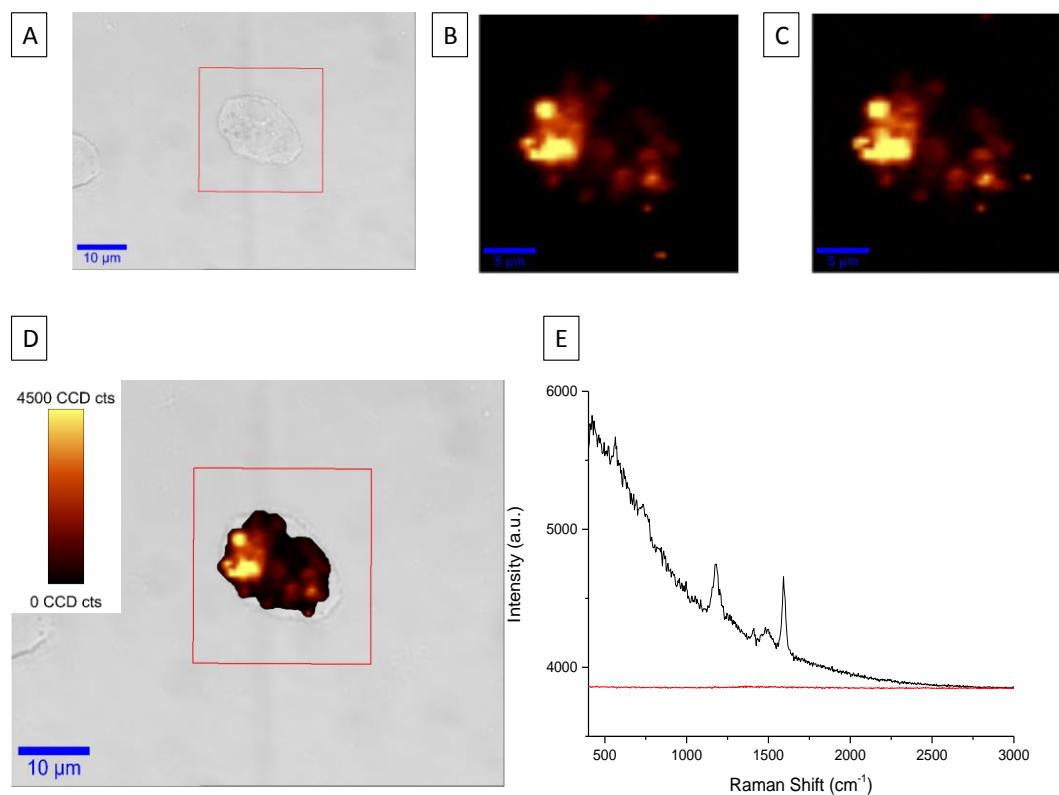 A
B
C
10 µm
5 µm
5 µm
D
E
4500 CCD cts
0 CCD cts
10 µm
6000
5000
4000
Intensity (a.u.)
500
1000
1500
2000
2500
3000
Raman Shift (cm⁻¹)